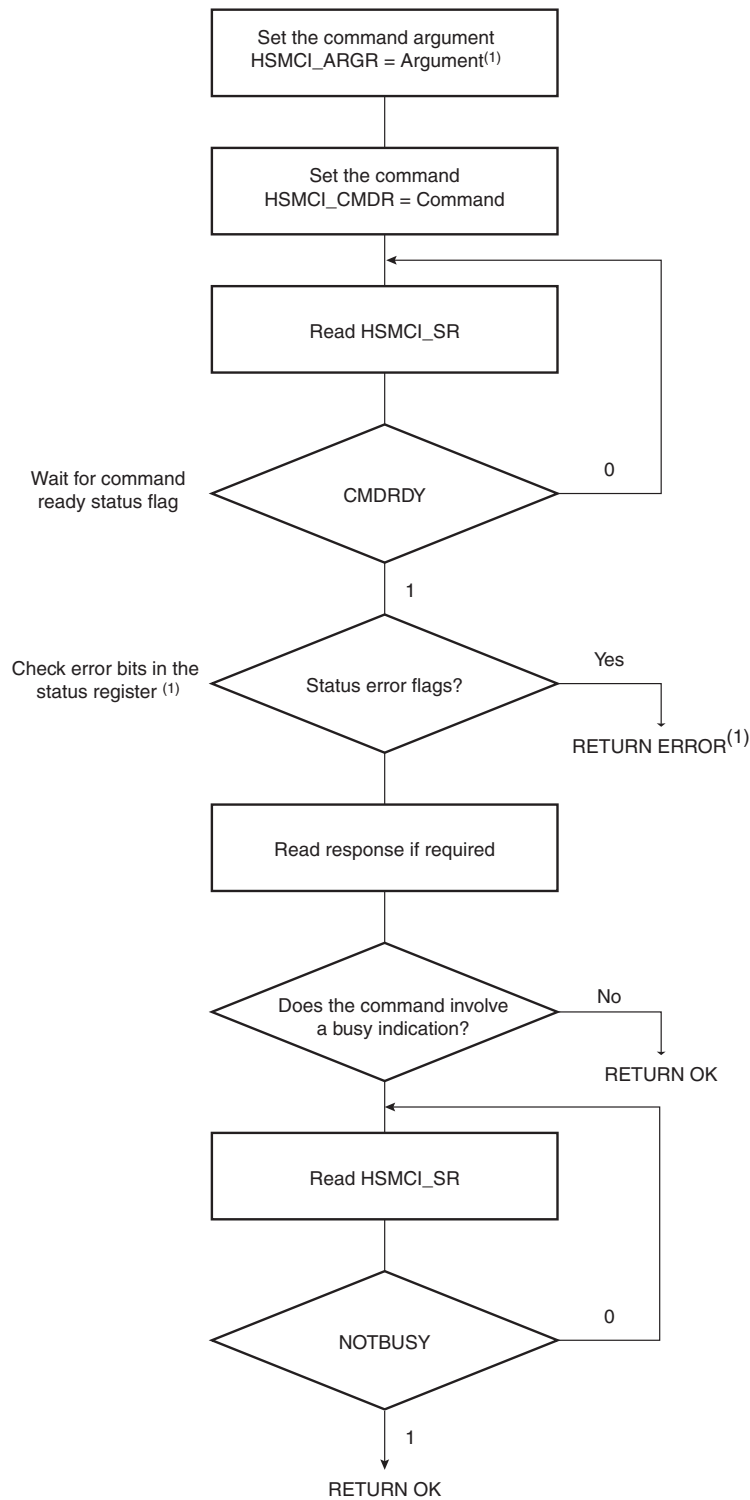 Set the command argument
HSMCI_ARGR = Argument(1)
Set the command
HSMCI_CMDR = Command
Read HSMCI_SR
Wait for command
ready status flag
CMDRDY
0
1
Check error bits in the
status register (1)
Status error flags?
Yes
RETURN ERROR(1)
Read response if required
Does the command involve
a busy indication?
No
RETURN OK
Read HSMCI_SR
NOTBUSY
0
1
RETURN OK